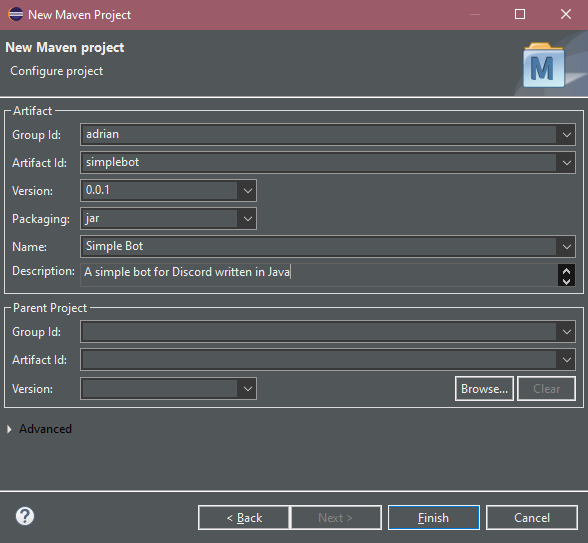 New Maven Project
New Maven project
Configure project
M
Artifact
Group Id: adrian
Artifact Id: simplebot
Version: 0.0.1
Packaging: jar
Name: Simple Bot
Description: A simple bot for Discord written in Java
Parent Project
Group Id:
Artifact Id:
Version: Browse... Clear
Advanced
? < Back Next > Finish Cancel